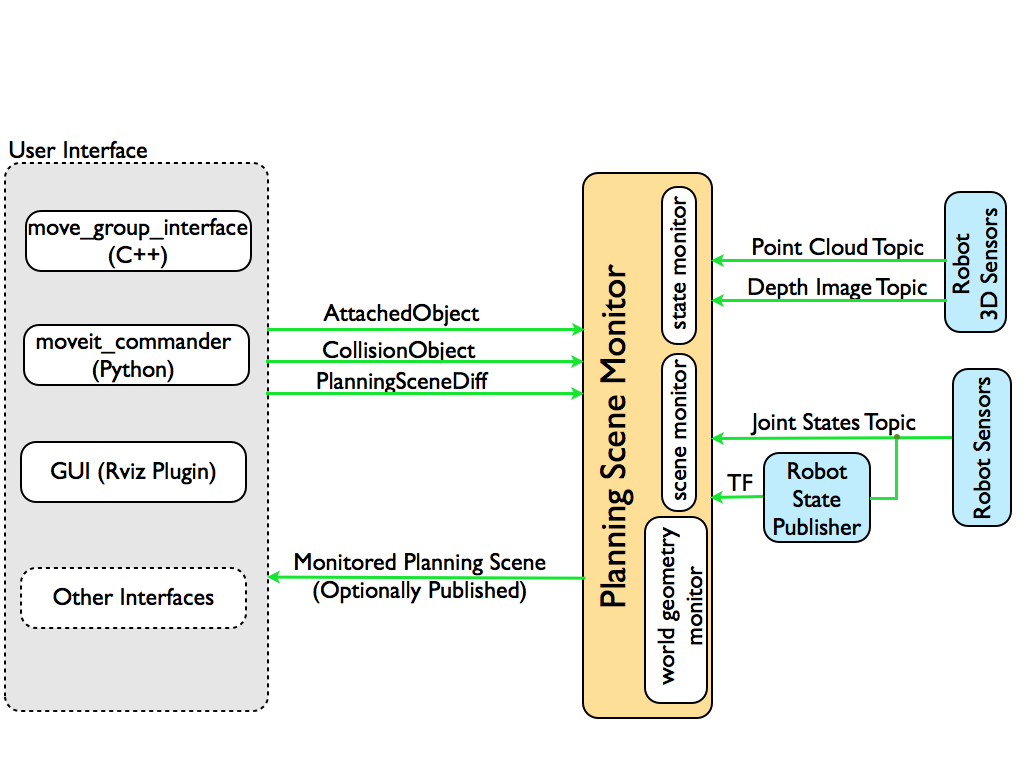 User Interface
move_group_interface
(C++)
moveit_commander
(Python)
GUI (Rviz Plugin)
Other Interfaces
AttachedObject
CollisionObject
PlanningSceneDiff
Monitored Planning Scene
(Optionally Published)
Planning Scene Monitor
state monitor
scene monitor
world geometry
monitor
Point Cloud Topic
Depth Image Topic
Joint States Topic
TF
Robot
State
Publisher
Robot
3D Sensors
Robot Sensors